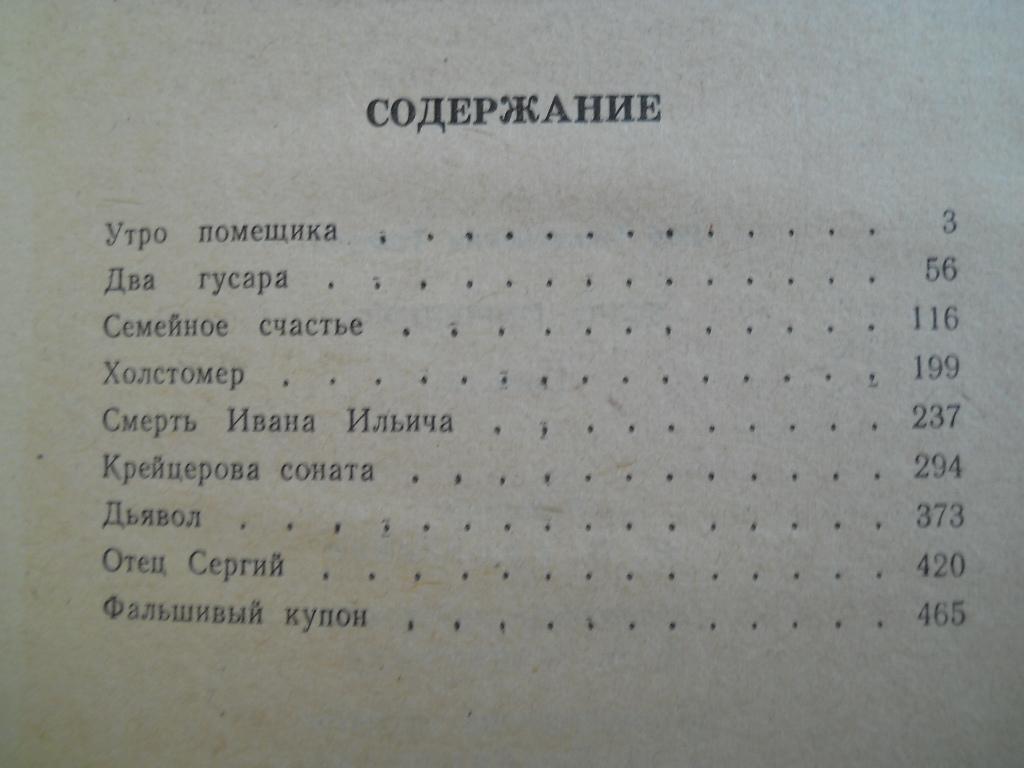 СОДЕРЖАНИЕ
Утро помещика . . . . . . . . . . . . 3
Два гусара . . . . . . . . . . . . . 56
Семейное счастье . . . . . . . . . . . 116
Холстомер . . . . . . . . . . . . . . 199
Смерть Ивана Ильича . . . . . . . . . 237
Крейцерова соната . . . . . . . . . . . 294
Дьявол . . . . . . . . . . . . . . . 373
Отец Сергий . . . . . . . . . . . . . 420
Фальшивый купон . . . . . . . . . . . 465